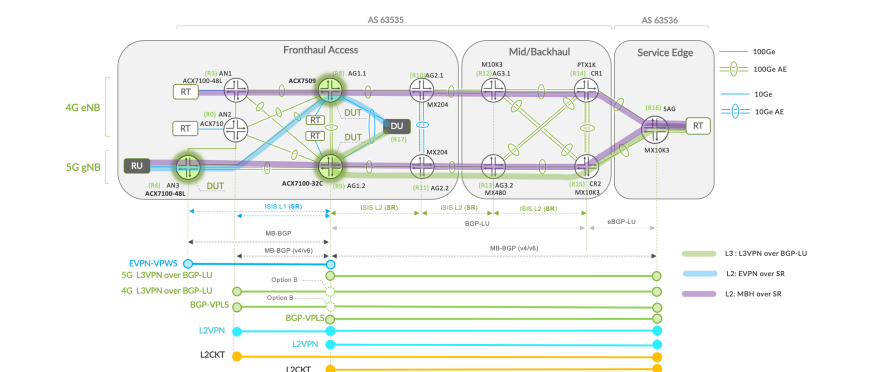 AS 63535
AS 63536
Fronthaul Access
Mid/Backhaul
Service Edge
100Ge
100Ge AE
10Ge
10Ge AE
4G eNB
5G gNB
(R3) AN1
ACX7100-48L
RT
(R0) AN2
ACX710
RT
ACX7509
AG1.1
DUT
RT
RT
DUT
DU
(R17)
(R10) AG2.1
MX204
M10K3
(R12) AG3.1
PTX1K
(R14) CR1
(R16) SAG
RT
MX10K3
RU
AN3
ACX7100-48L
DUT
ACX7100-32C
(R9) AG1.2
MX204
(R11) AG2.2
(R13) AG3.2
MX480
(R15) CR2
MX10K3
ISIS L1 (SR)
ISIS L2 (SR)
ISIS L2 (SR)
ISIS L2 (SR)
BGP-LU
eBGP-LU
MB-BGP
MB-BGP (v4/v6)
MB-BGP (v4/v6)
L3 : L3VPN over BGP-LU
L2: EVPN over SR
L2: MBH over SR
EVPN-VPWS
5G L3VPN over BGP-LU
Option B
4G L3VPN over BGP-LU
Option B
BGP-VPLS
BGP-VPLS
L2VPN
L2VPN
L2CKT
L2CKT